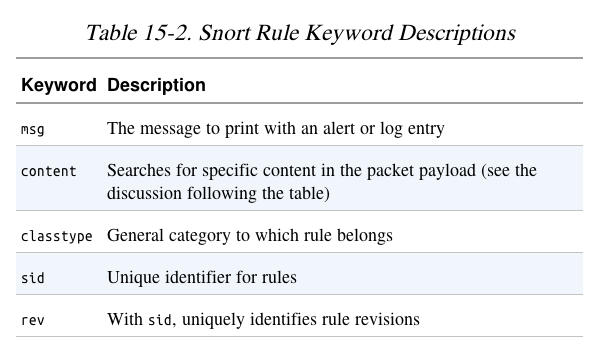 Table 15-2. Snort Rule Keyword Descriptions
Keyword Description
msg The message to print with an alert or log entry
content Searches for specific content in the packet payload (see the
discussion following the table)
classtype General category to which rule belongs
sid Unique identifier for rules
rev With sid, uniquely identifies rule revisions